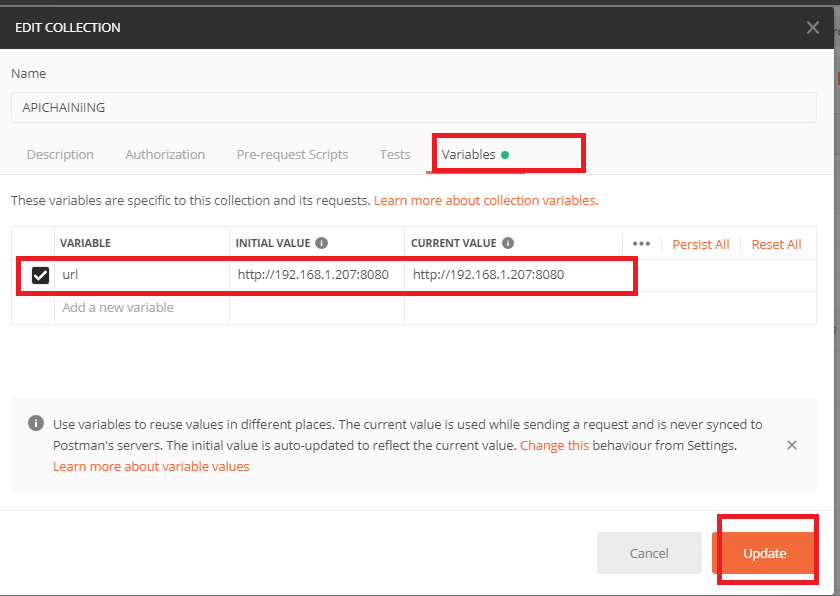 EDIT COLLECTION
Name
APICHAINiING
Description Authorization Pre-request Scripts Tests Variables
These variables are specific to this collection and its requests. Learn more about collection variables.
VARIABLE INITIAL VALUE CURRENT VALUE Persist All Reset All
url http://192.168.1.207:8080 http://192.168.1.207:8080
Add a new variable
Use variables to reuse values in different places. The current value is used while sending a request and is never synced to
Postman's servers. The initial value is auto-updated to reflect the current value. Change this behaviour from Settings.
Learn more about variable values
Cancel Update